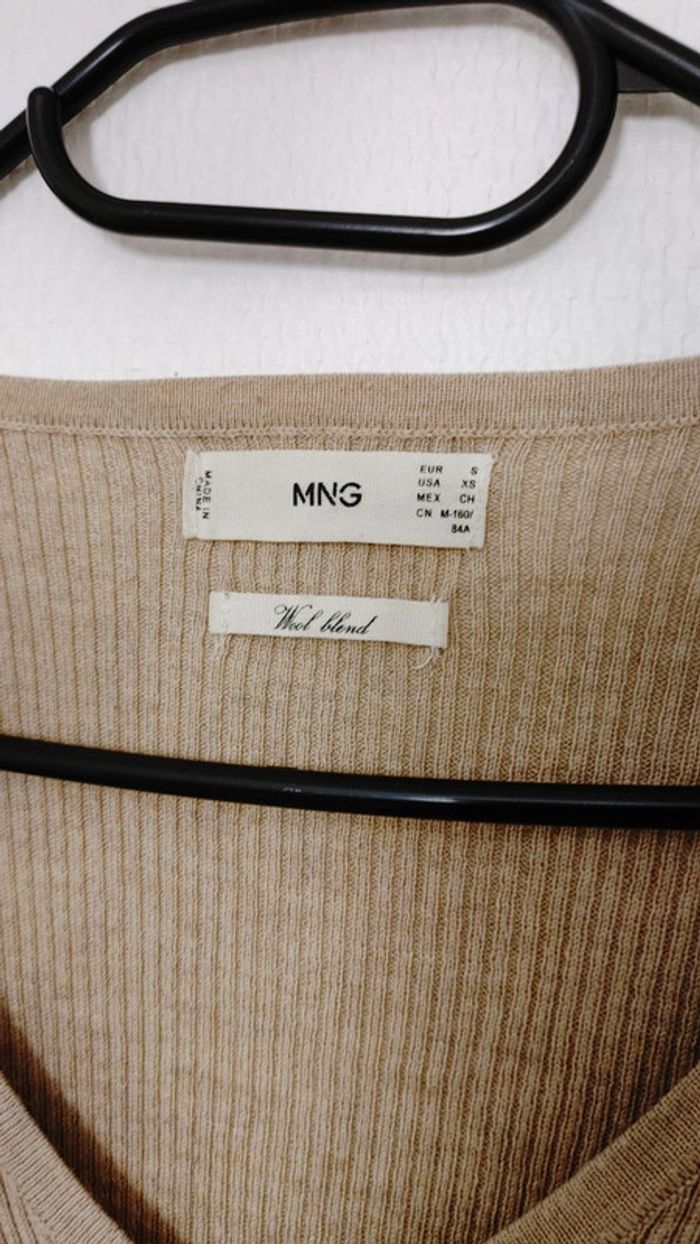 MADE IN
CHINA
MNG
EUR S
USA XS
MEX CH
CN M-160/
84A
Wool blend